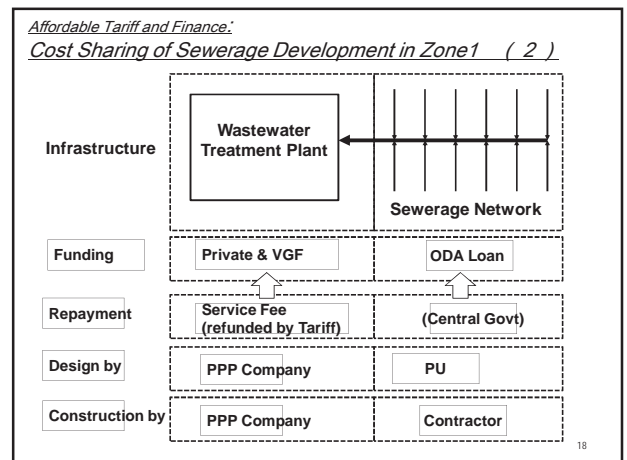 Affordable Tariff and Finance:
Cost Sharing of Sewerage Development in Zone1 ( 2 )
Infrastructure
Wastewater
Treatment Plant
Sewerage Network
Funding
Private & VGF
ODA Loan
Repayment
Service Fee
(refunded by Tariff)
(Central Govt)
Design by
PPP Company
PU
Construction by
PPP Company
Contractor
18